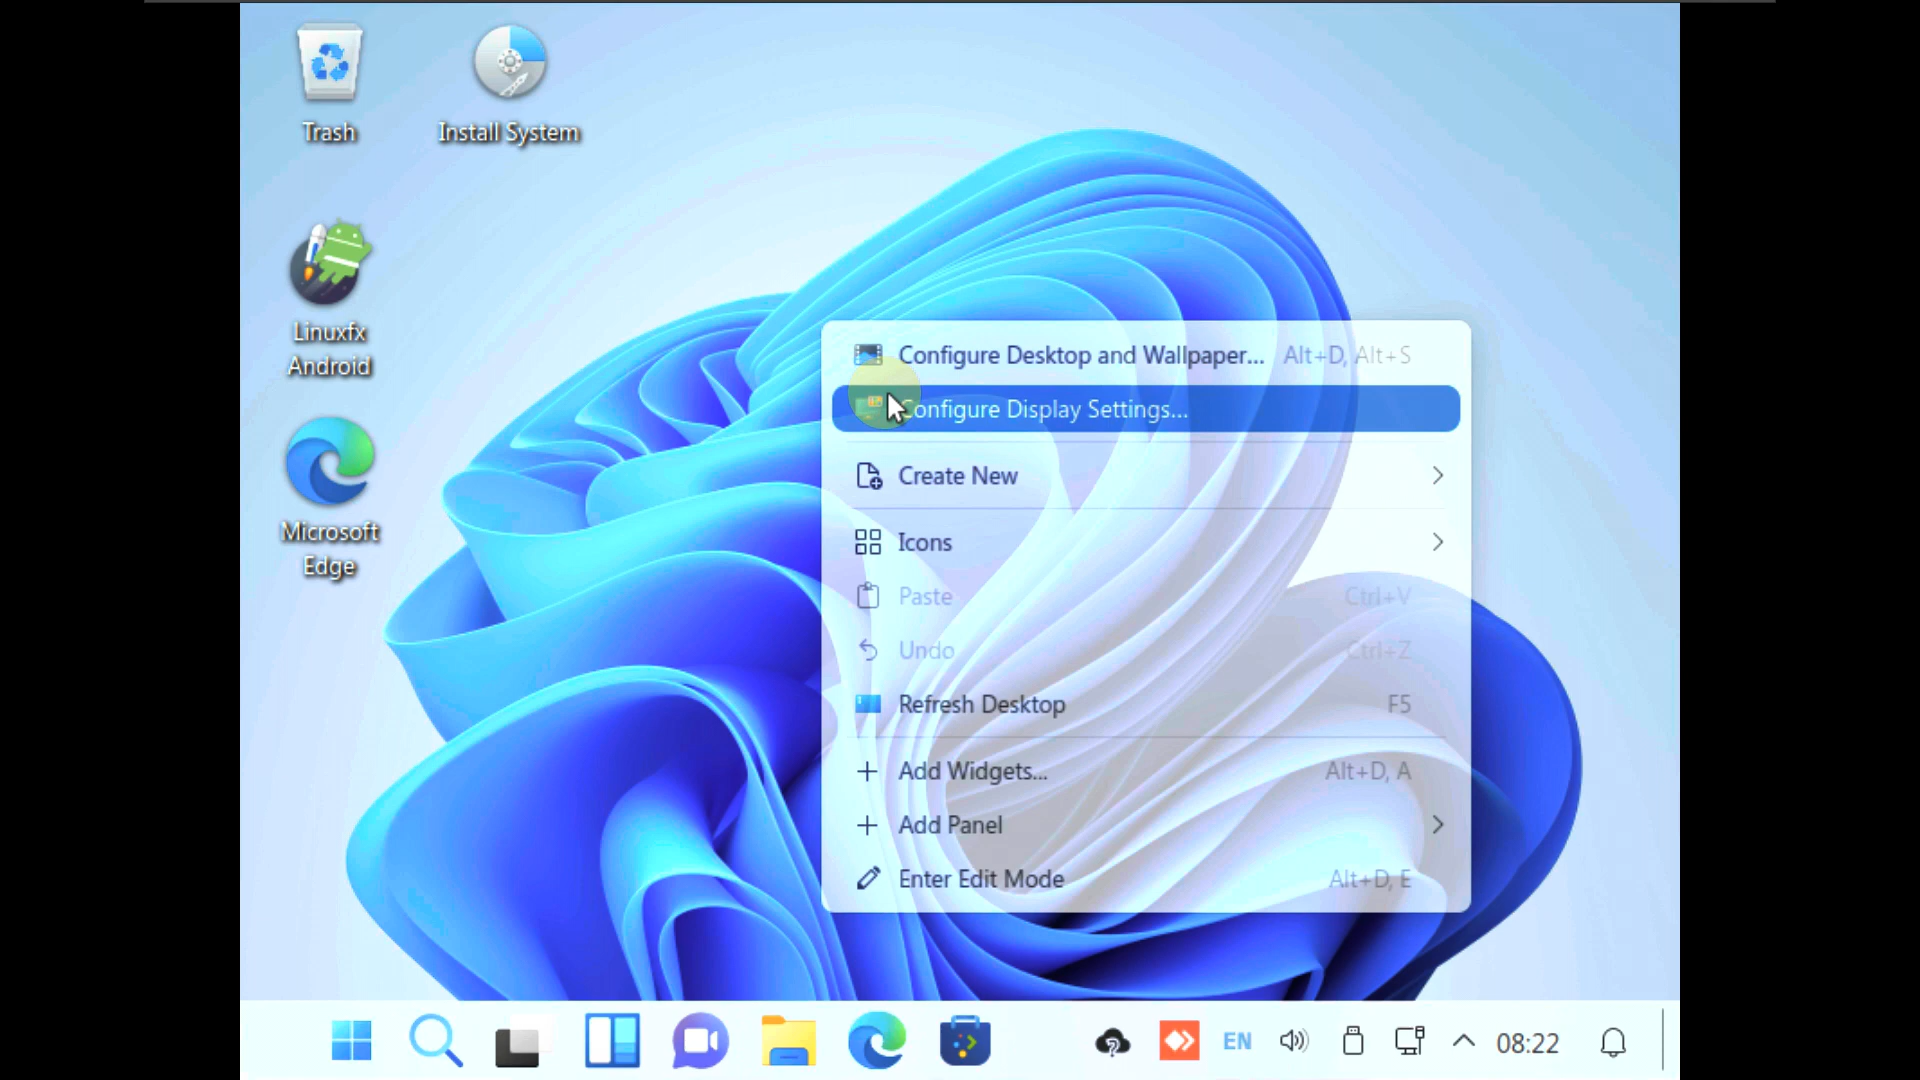 Trash
Install System
Linuxfx
Android
Microsoft
Edge
Configure Desktop and Wallpaper... Alt+D, Alt+S
Configure Display Settings...
Create New
Icons
Paste Ctrl+V
Undo Ctrl+Z
Refresh Desktop F5
Add Widgets... Alt+D, A
Add Panel
Enter Edit Mode Alt+D, E
EN 08:22